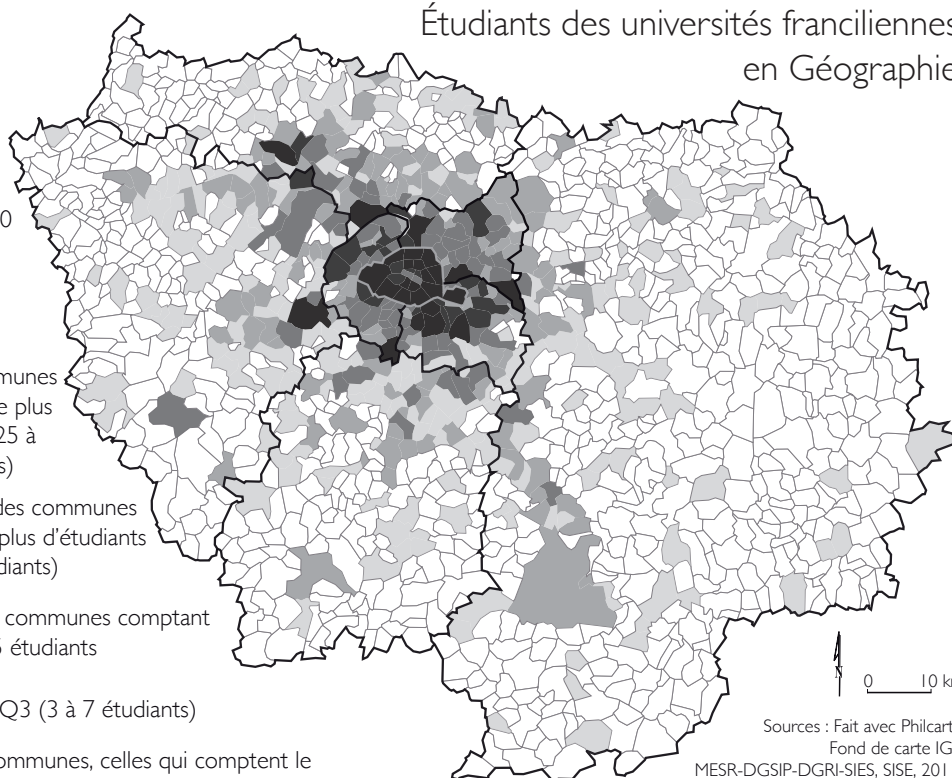 Étudiants des universités franciliennes
en Géographie
0
munes
e plus
25 à
s)
des communes
plus d'étudiants
diants)
communes comptant
étudiants
Q3 (3 à 7 étudiants)
ommunes, celles qui comptent le
N
0 10 km
Sources : Fait avec Philcart
Fond de carte IG
MESR-DGSIP-DGRI-SIES, SISE, 201